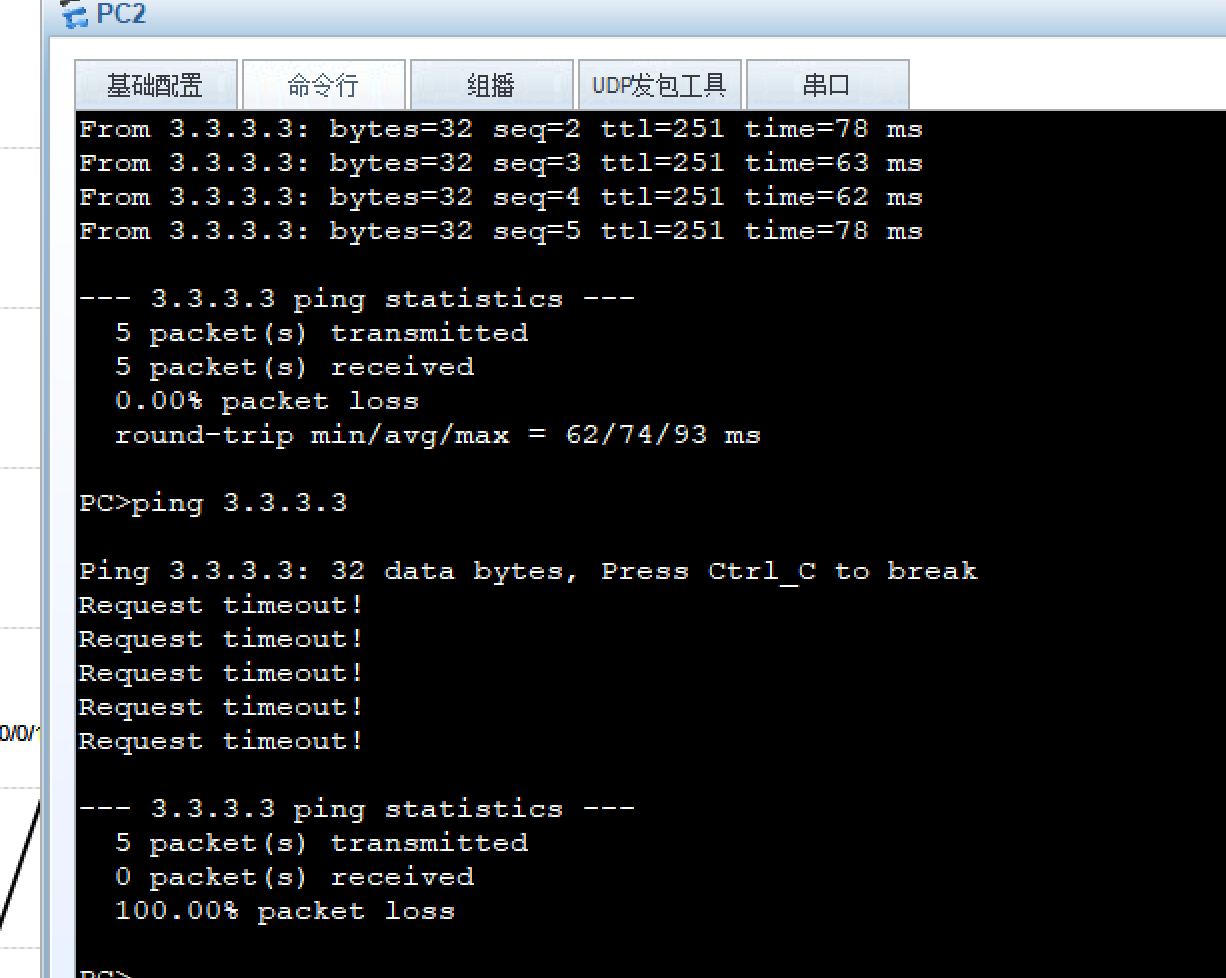 PC2
基础配置 命令行 组播 UDP发包工具 串口
From 3.3.3.3: bytes=32 seq=2 ttl=251 time=78 ms
From 3.3.3.3: bytes=32 seq=3 ttl=251 time=63 ms
From 3.3.3.3: bytes=32 seq=4 ttl=251 time=62 ms
From 3.3.3.3: bytes=32 seq=5 ttl=251 time=78 ms
--- 3.3.3.3 ping statistics ---
5 packet(s) transmitted
5 packet(s) received
0.00% packet loss
round-trip min/avg/max = 62/74/93 ms
PC>ping 3.3.3.3
Ping 3.3.3.3: 32 data bytes, Press Ctrl_C to break
Request timeout!
Request timeout!
Request timeout!
Request timeout!
Request timeout!
0/0/1
--- 3.3.3.3 ping statistics ---
5 packet(s) transmitted
0 packet(s) received
100.00% packet loss
PC>